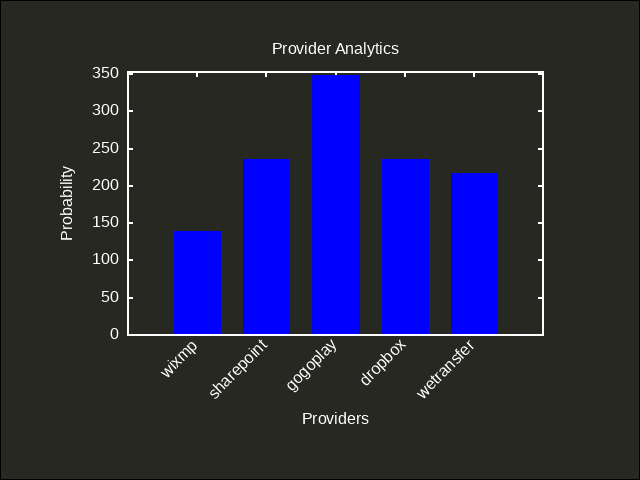 Provider Analytics
350
300
250
200
150
100
50
0
Probability
wixmp
sharepoint
gogoplay
dropbox
wetransfer
Providers